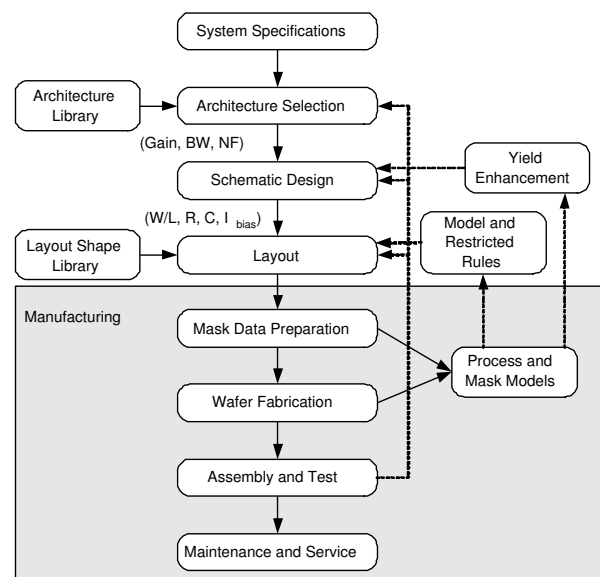 System Specifications
Architecture
Library
Architecture Selection
(Gain, BW, NF)
Yield
Enhancement
Schematic Design
(W/L, R, C, I bias)
Model and
Restricted
Rules
Layout Shape
Library
Layout
Manufacturing
Mask Data Preparation
Process and
Mask Models
Wafer Fabrication
Assembly and Test
Maintenance and Service